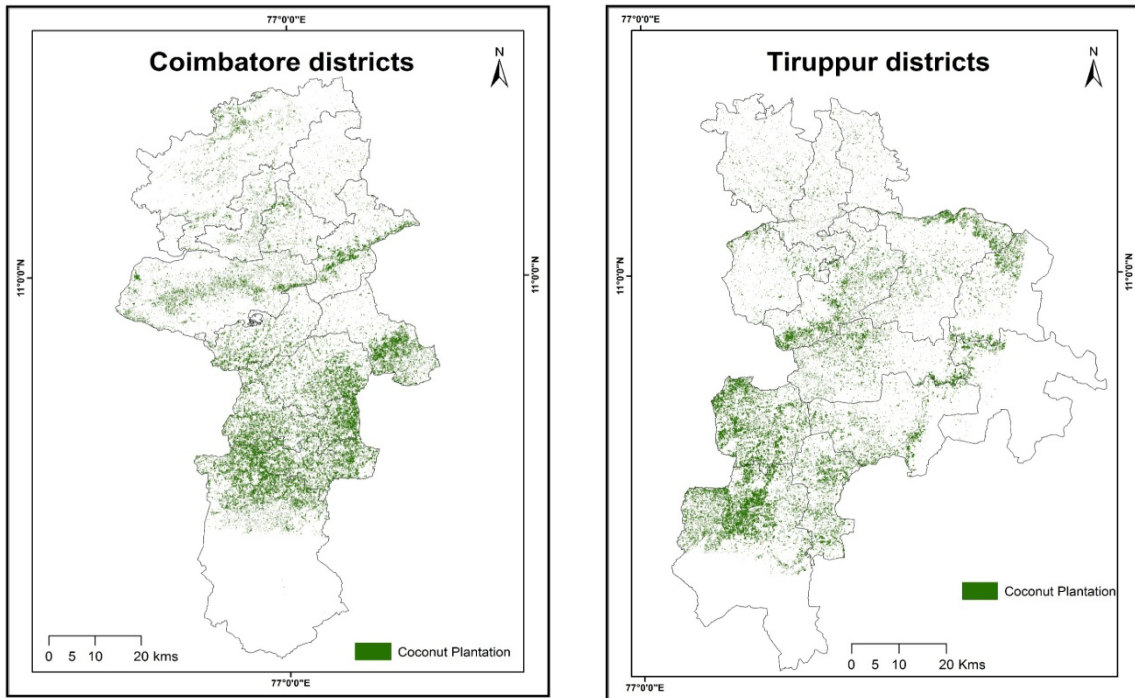 77°0'0"E
Coimbatore districts
N
11°0'0"N
11°0'0"N
0 5 10 20 Kms
Coconut Plantation
77°0'0"E
77°0'0"E
Tiruppur districts
N
11°0'0"N
11°0'0"N
Coconut Plantation
0 5 10 20 Kms
77°0'0"E